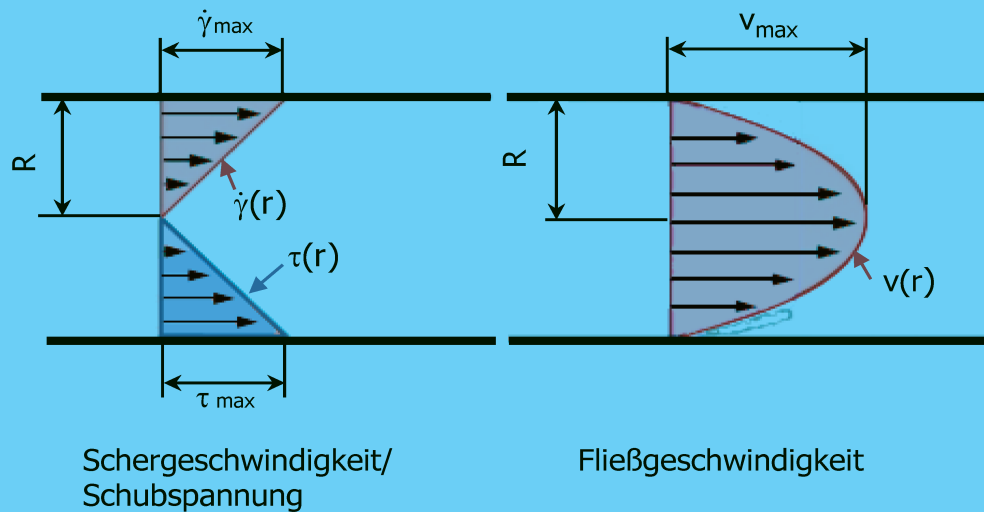 γ̇max
vmax
R
R
γ̇(r)
τ(r)
v(r)
τ max
Schergeschwindigkeit/
Schubspannung
Fließgeschwindigkeit